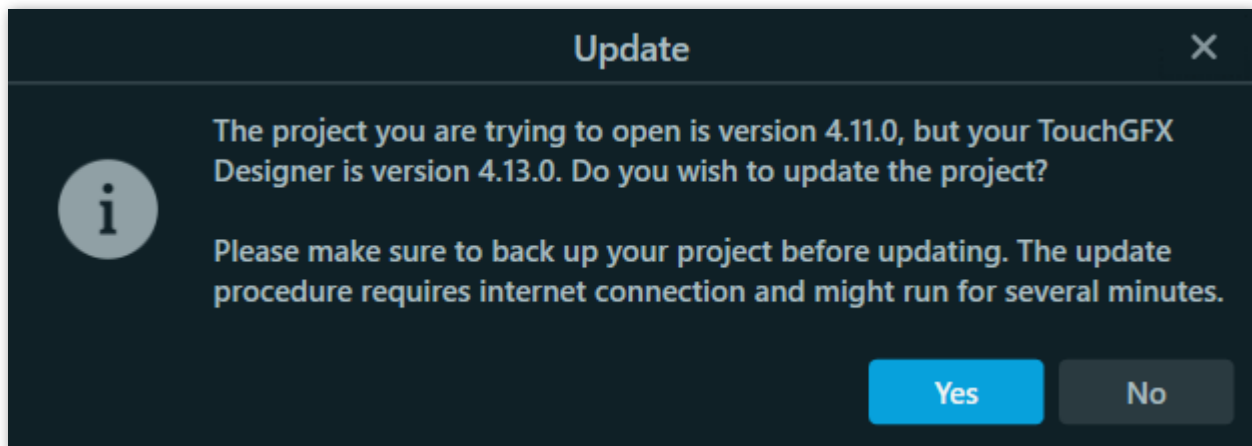 Update
The project you are trying to open is version 4.11.0, but your TouchGFX
Designer is version 4.13.0. Do you wish to update the project?
Please make sure to back up your project before updating. The update
procedure requires internet connection and might run for several minutes.
Yes
No